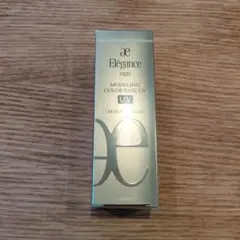 æ
Elégance
PARIS
MODELING
COLOR BASE UV
UV
æ